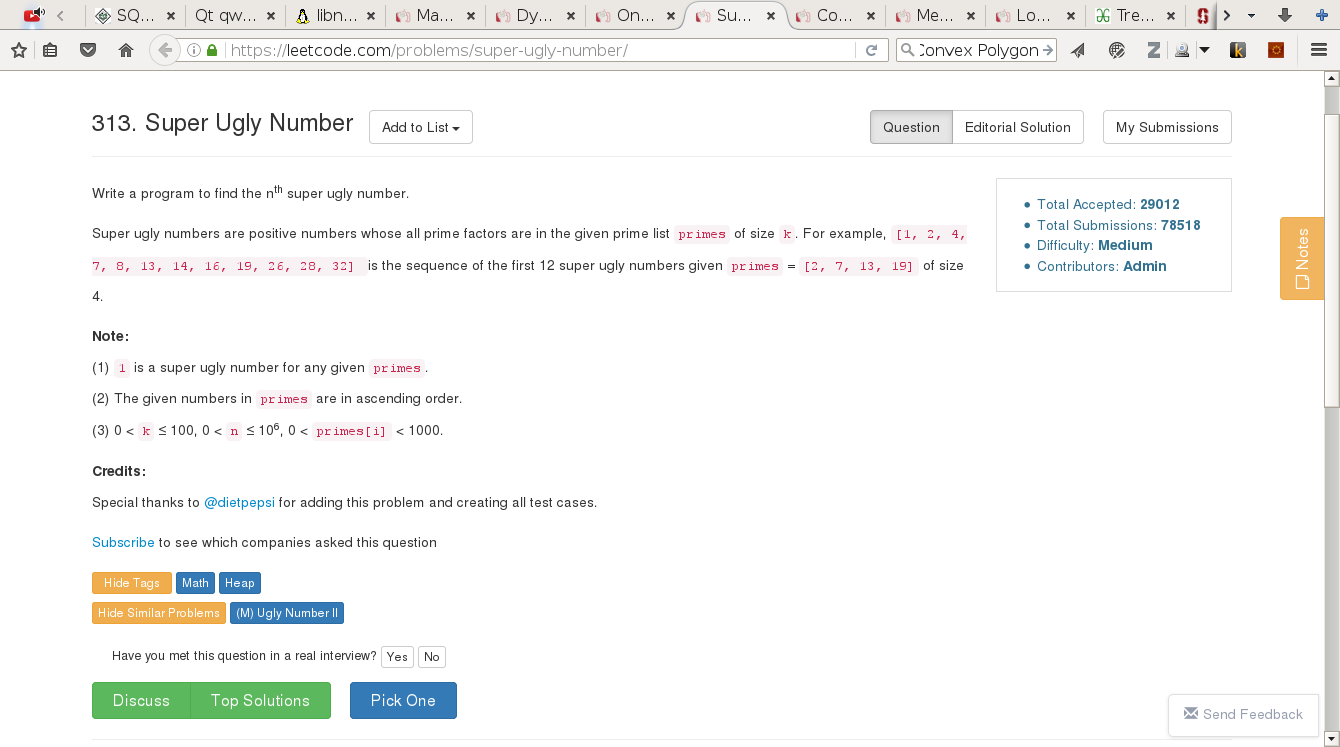 SQ... Qt qw... libn... Ma... Dy... On... Su... Co... Me... Lo... Tre...
https://leetcode.com/problems/super-ugly-number/ Convex Polygon
313. Super Ugly Number Add to List Question Editorial Solution My Submissions
Write a program to find the nth super ugly number.
Super ugly numbers are positive numbers whose all prime factors are in the given prime list primes of size k. For example, [1, 2, 4,
7, 8, 13, 14, 16, 19, 26, 28, 32] is the sequence of the first 12 super ugly numbers given primes = [2, 7, 13, 19] of size
4.
Total Accepted: 29012
Total Submissions: 78518
Difficulty: Medium
Contributors: Admin
Notes
Note:
(1) 1 is a super ugly number for any given primes.
(2) The given numbers in primes are in ascending order.
(3) 0 < k ≤ 100, 0 < n ≤ 10⁶, 0 < primes[i] < 1000.
Credits:
Special thanks to @dietpepsi for adding this problem and creating all test cases.
Subscribe to see which companies asked this question
Hide Tags Math Heap
Hide Similar Problems (M) Ugly Number II
Have you met this question in a real interview? Yes No
Discuss Top Solutions Pick One
Send Feedback